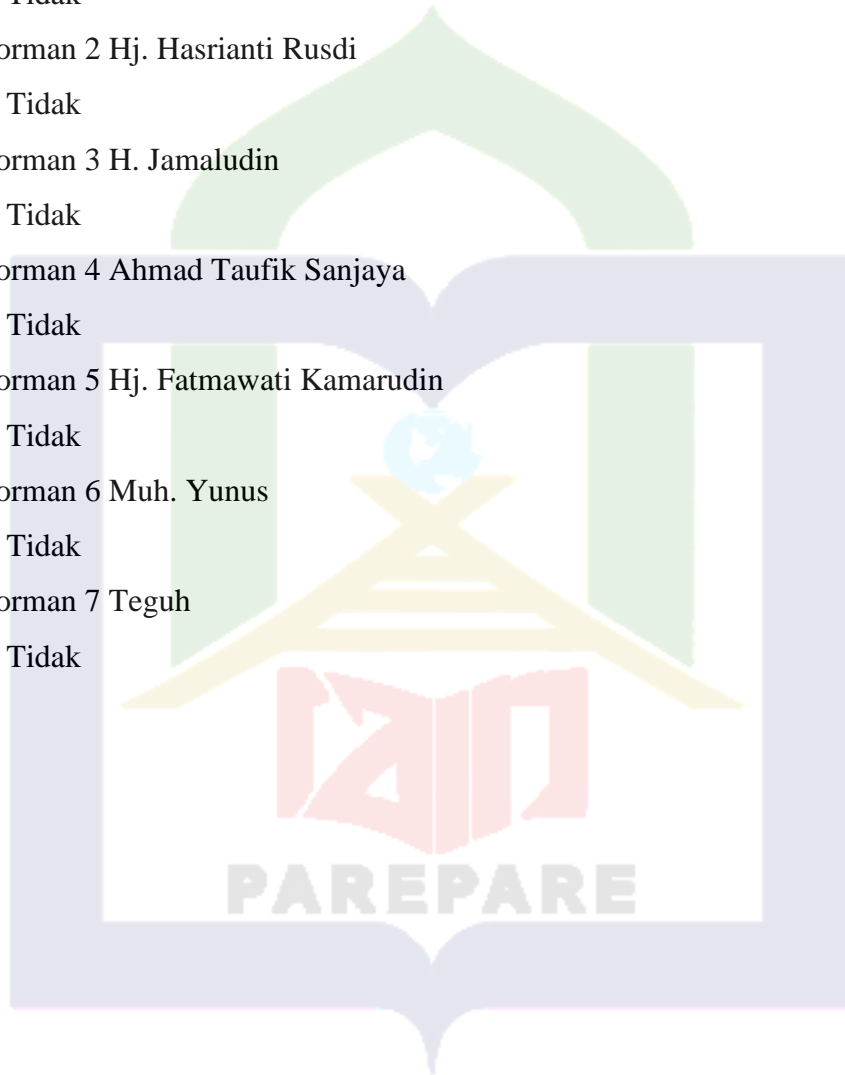 Tidak
orman 2 Hj. Hasrianti Rusdi
Tidak
orman 3 H. Jamaludin
Tidak
orman 4 Ahmad Taufik Sanjaya
Tidak
orman 5 Hj. Fatmawati Kamarudin
Tidak
orman 6 Muh. Yunus
Tidak
orman 7 Teguh
Tidak
iain
PAREPARE